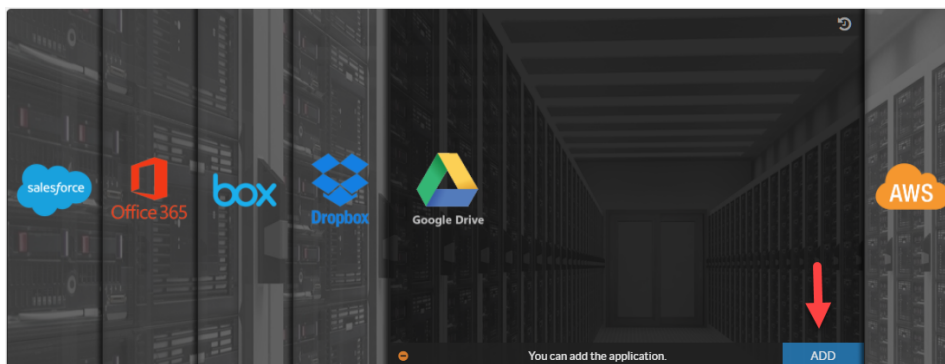 salesforce
Office 365
box
Dropbox
Google Drive
AWS
You can add the application.
ADD